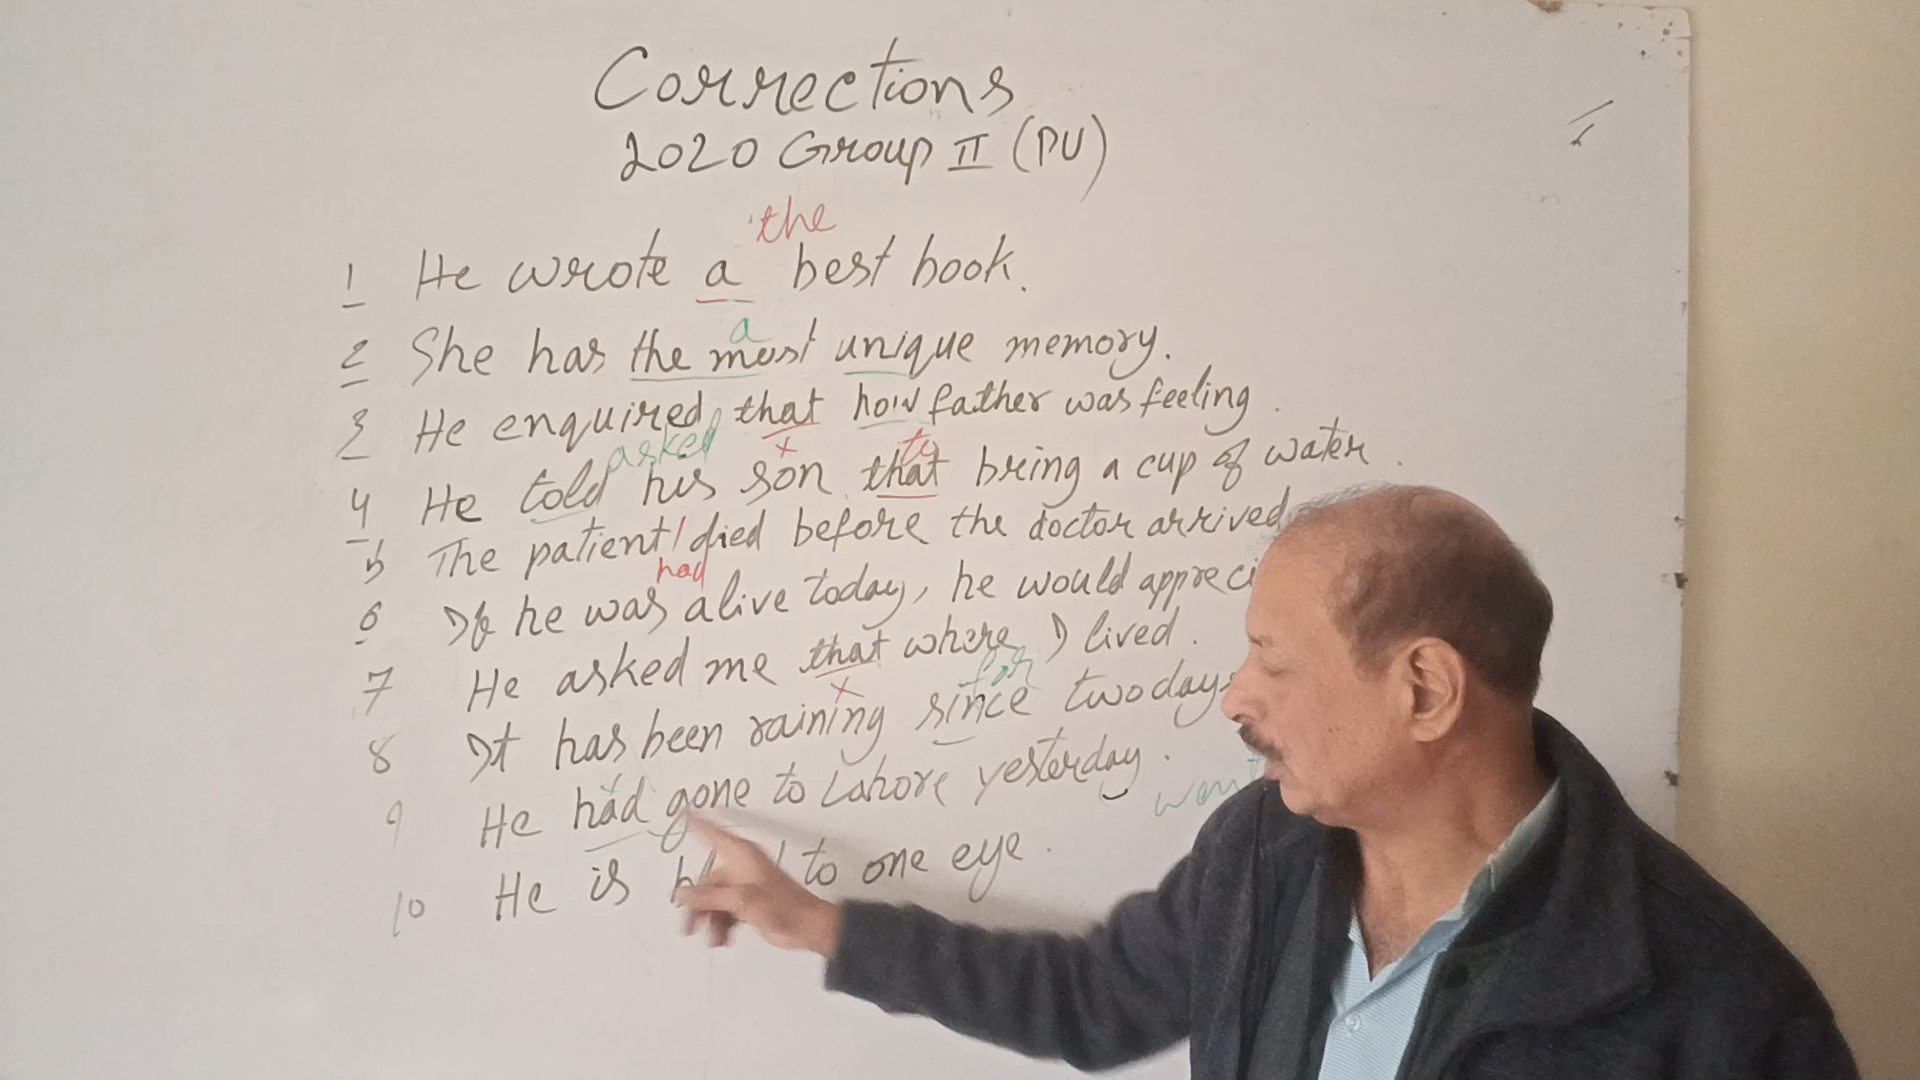 Corrections
2020 Group II (PU)
the
1 He wrote a best book.
a
2 She has the most unique memory.
3 He enquired that how father was feeling.
asked x to
4 He told his son that bring a cup of water.
5 The patient / died before the doctor arrived
had
6 If he was alive today, he would
7 He asked me that where I lived.
x for
8 It has been raining since two days
9 He had gone to Lahore yesterday.
10 He is to one eye.